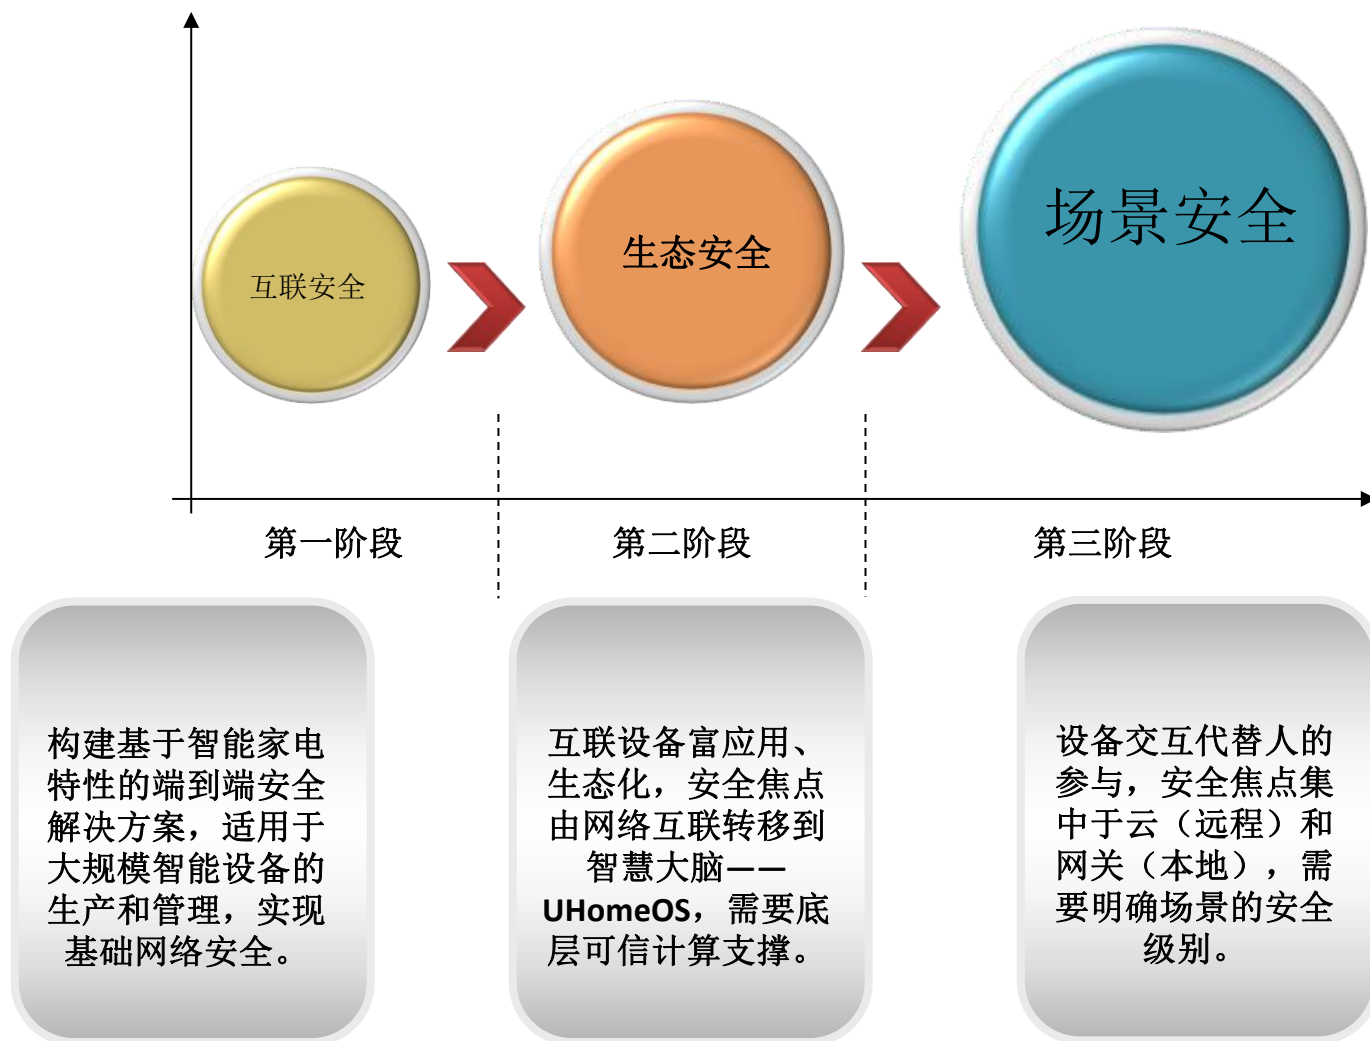 互联安全
生态安全
场景安全
第一阶段
第二阶段
第三阶段
构建基于智能家电
特性的端到端安全
解决方案，适用于
大规模智能设备的
生产和管理，实现
基础网络安全。
互联设备富应用、
生态化，安全焦点
由网络互联转移到
智慧大脑——
UHomeOS，需要底
层可信计算支撑。
设备交互代替人的
参与，安全焦点集
中于云（远程）和
网关（本地），需
要明确场景的安全
级别。